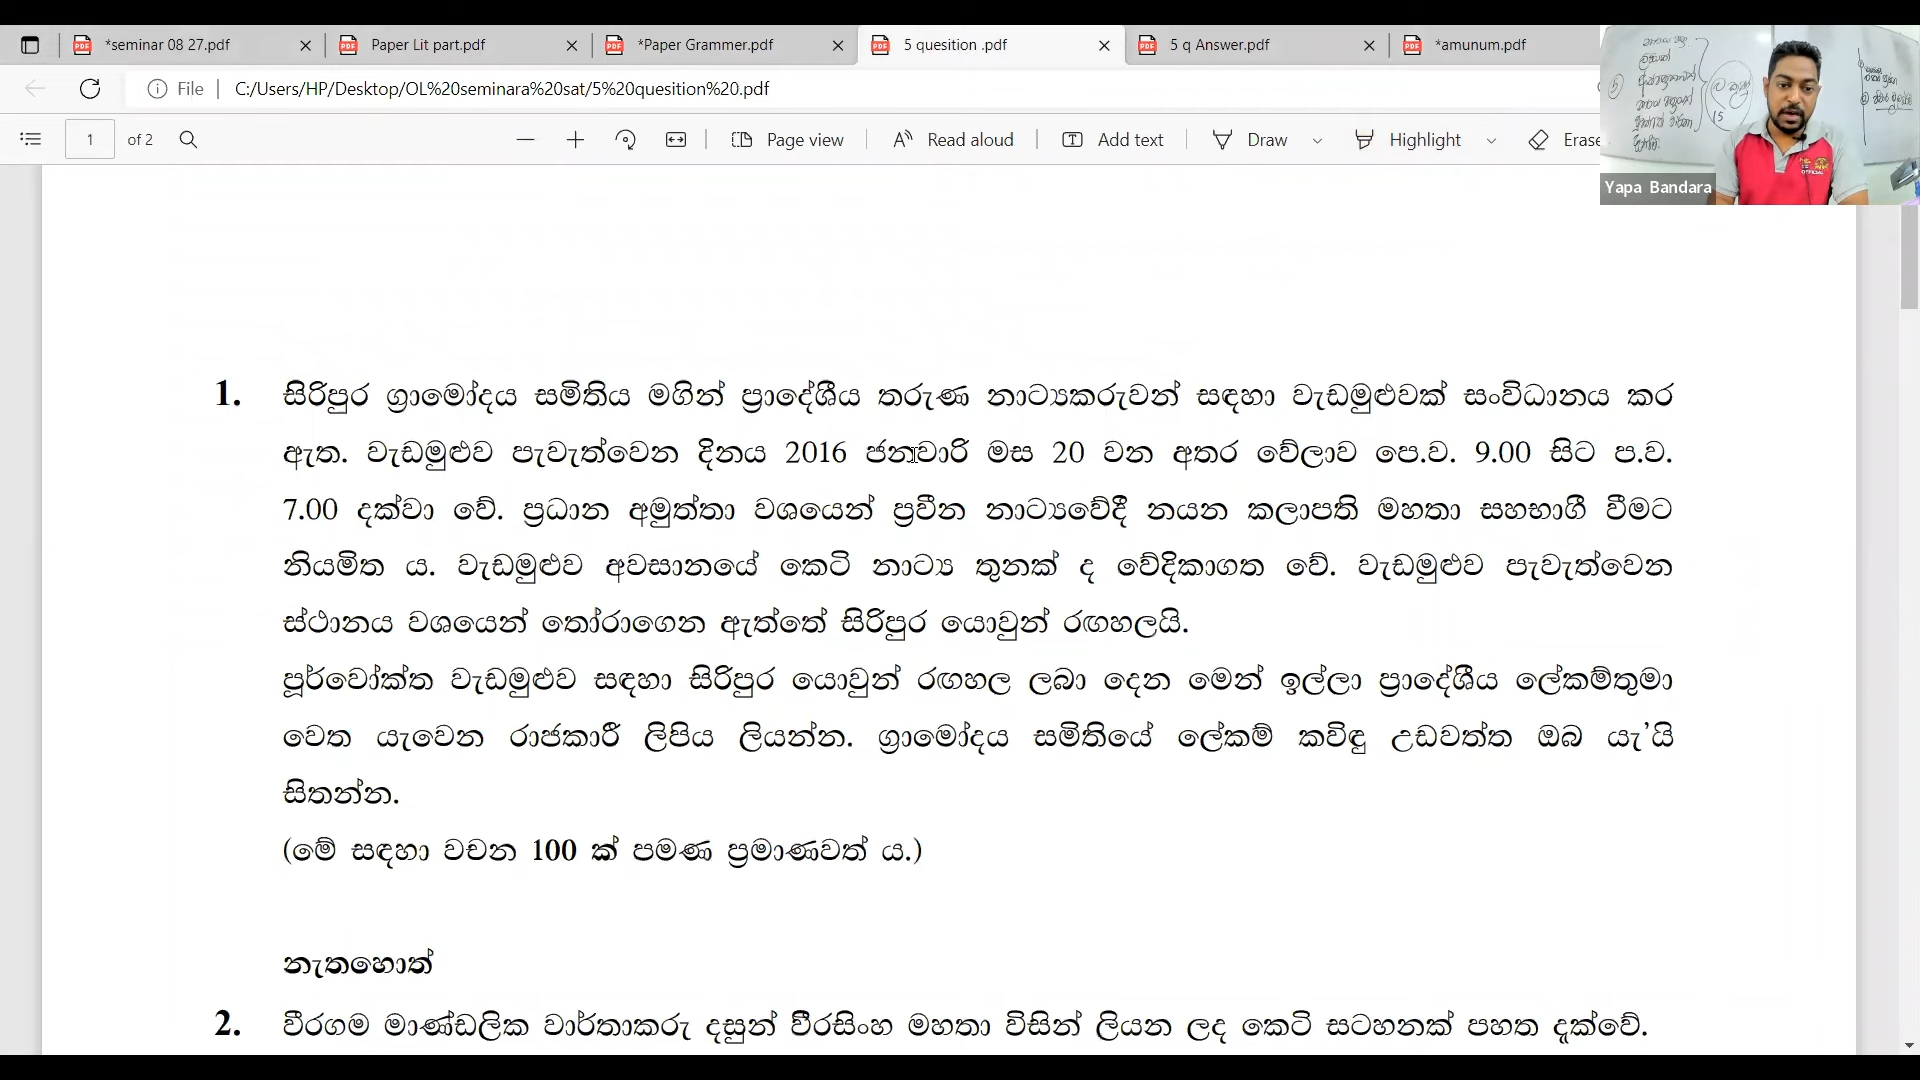 *seminar 08 27.pdf
Paper Lit part.pdf
*Paper Grammer.pdf
5 quesition .pdf
5 q Answer.pdf
*amunum.pdf
File
C:/Users/HP/Desktop/OL%20seminara%20sat/5%20quesition%20.pdf
1 of 2
Page view
Read aloud
Add text
Draw
Highlight
Erase
Yapa Bandara
1. සිරිපුර ග්‍රාමෝදය සමිතිය මගින් ප්‍රාදේශීය තරුණ නාට්‍යකරුවන් සඳහා වැඩමුළුවක් සංවිධානය කර
ඇත. වැඩමුළුව පැවැත්වෙන දිනය 2016 ජනවාරි මස 20 වන අතර වේලාව පෙ.ව. 9.00 සිට ප.ව.
7.00 දක්වා වේ. ප්‍රධාන අමුත්තා වශයෙන් ප්‍රවීන නාට්‍යවේදී නයන කලාපති මහතා සහභාගී වීමට
නියමිත ය. වැඩමුළුව අවසානයේ කෙටි නාට්‍ය තුනක් ද වේදිකාගත වේ. වැඩමුළුව පැවැත්වෙන
ස්ථානය වශයෙන් තෝරාගෙන ඇත්තේ සිරිපුර යොවුන් රඟහලයි.
පූර්වෝක්ත වැඩමුළුව සඳහා සිරිපුර යොවුන් රඟහල ලබා දෙන මෙන් ඉල්ලා ප්‍රාදේශීය ලේකම්තුමා
වෙත යැවෙන රාජකාරී ලිපිය ලියන්න. ග්‍රාමෝදය සමිතියේ ලේකම් කවිඳු උඩවත්ත ඔබ යැ'යි
සිතන්න.
(මේ සඳහා වචන 100 ක් පමණ ප්‍රමාණවත් ය.)
නැතහොත්
2. වීරගම මාණ්ඩලික වාර්තාකරු දසුන් වීරසිංහ මහතා විසින් ලියන ලද කෙටි සටහනක් පහත දැක්වේ.